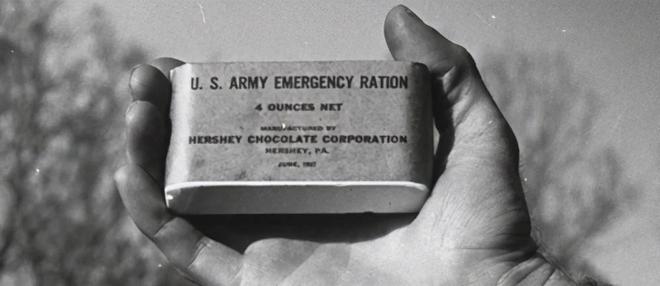 U. S. ARMY EMERGENCY RATION
4 OUNCES NET
MANUFACTURED BY
HERSHEY CHOCOLATE CORPORATION
HERSHEY, PA.
JUNE, 1937